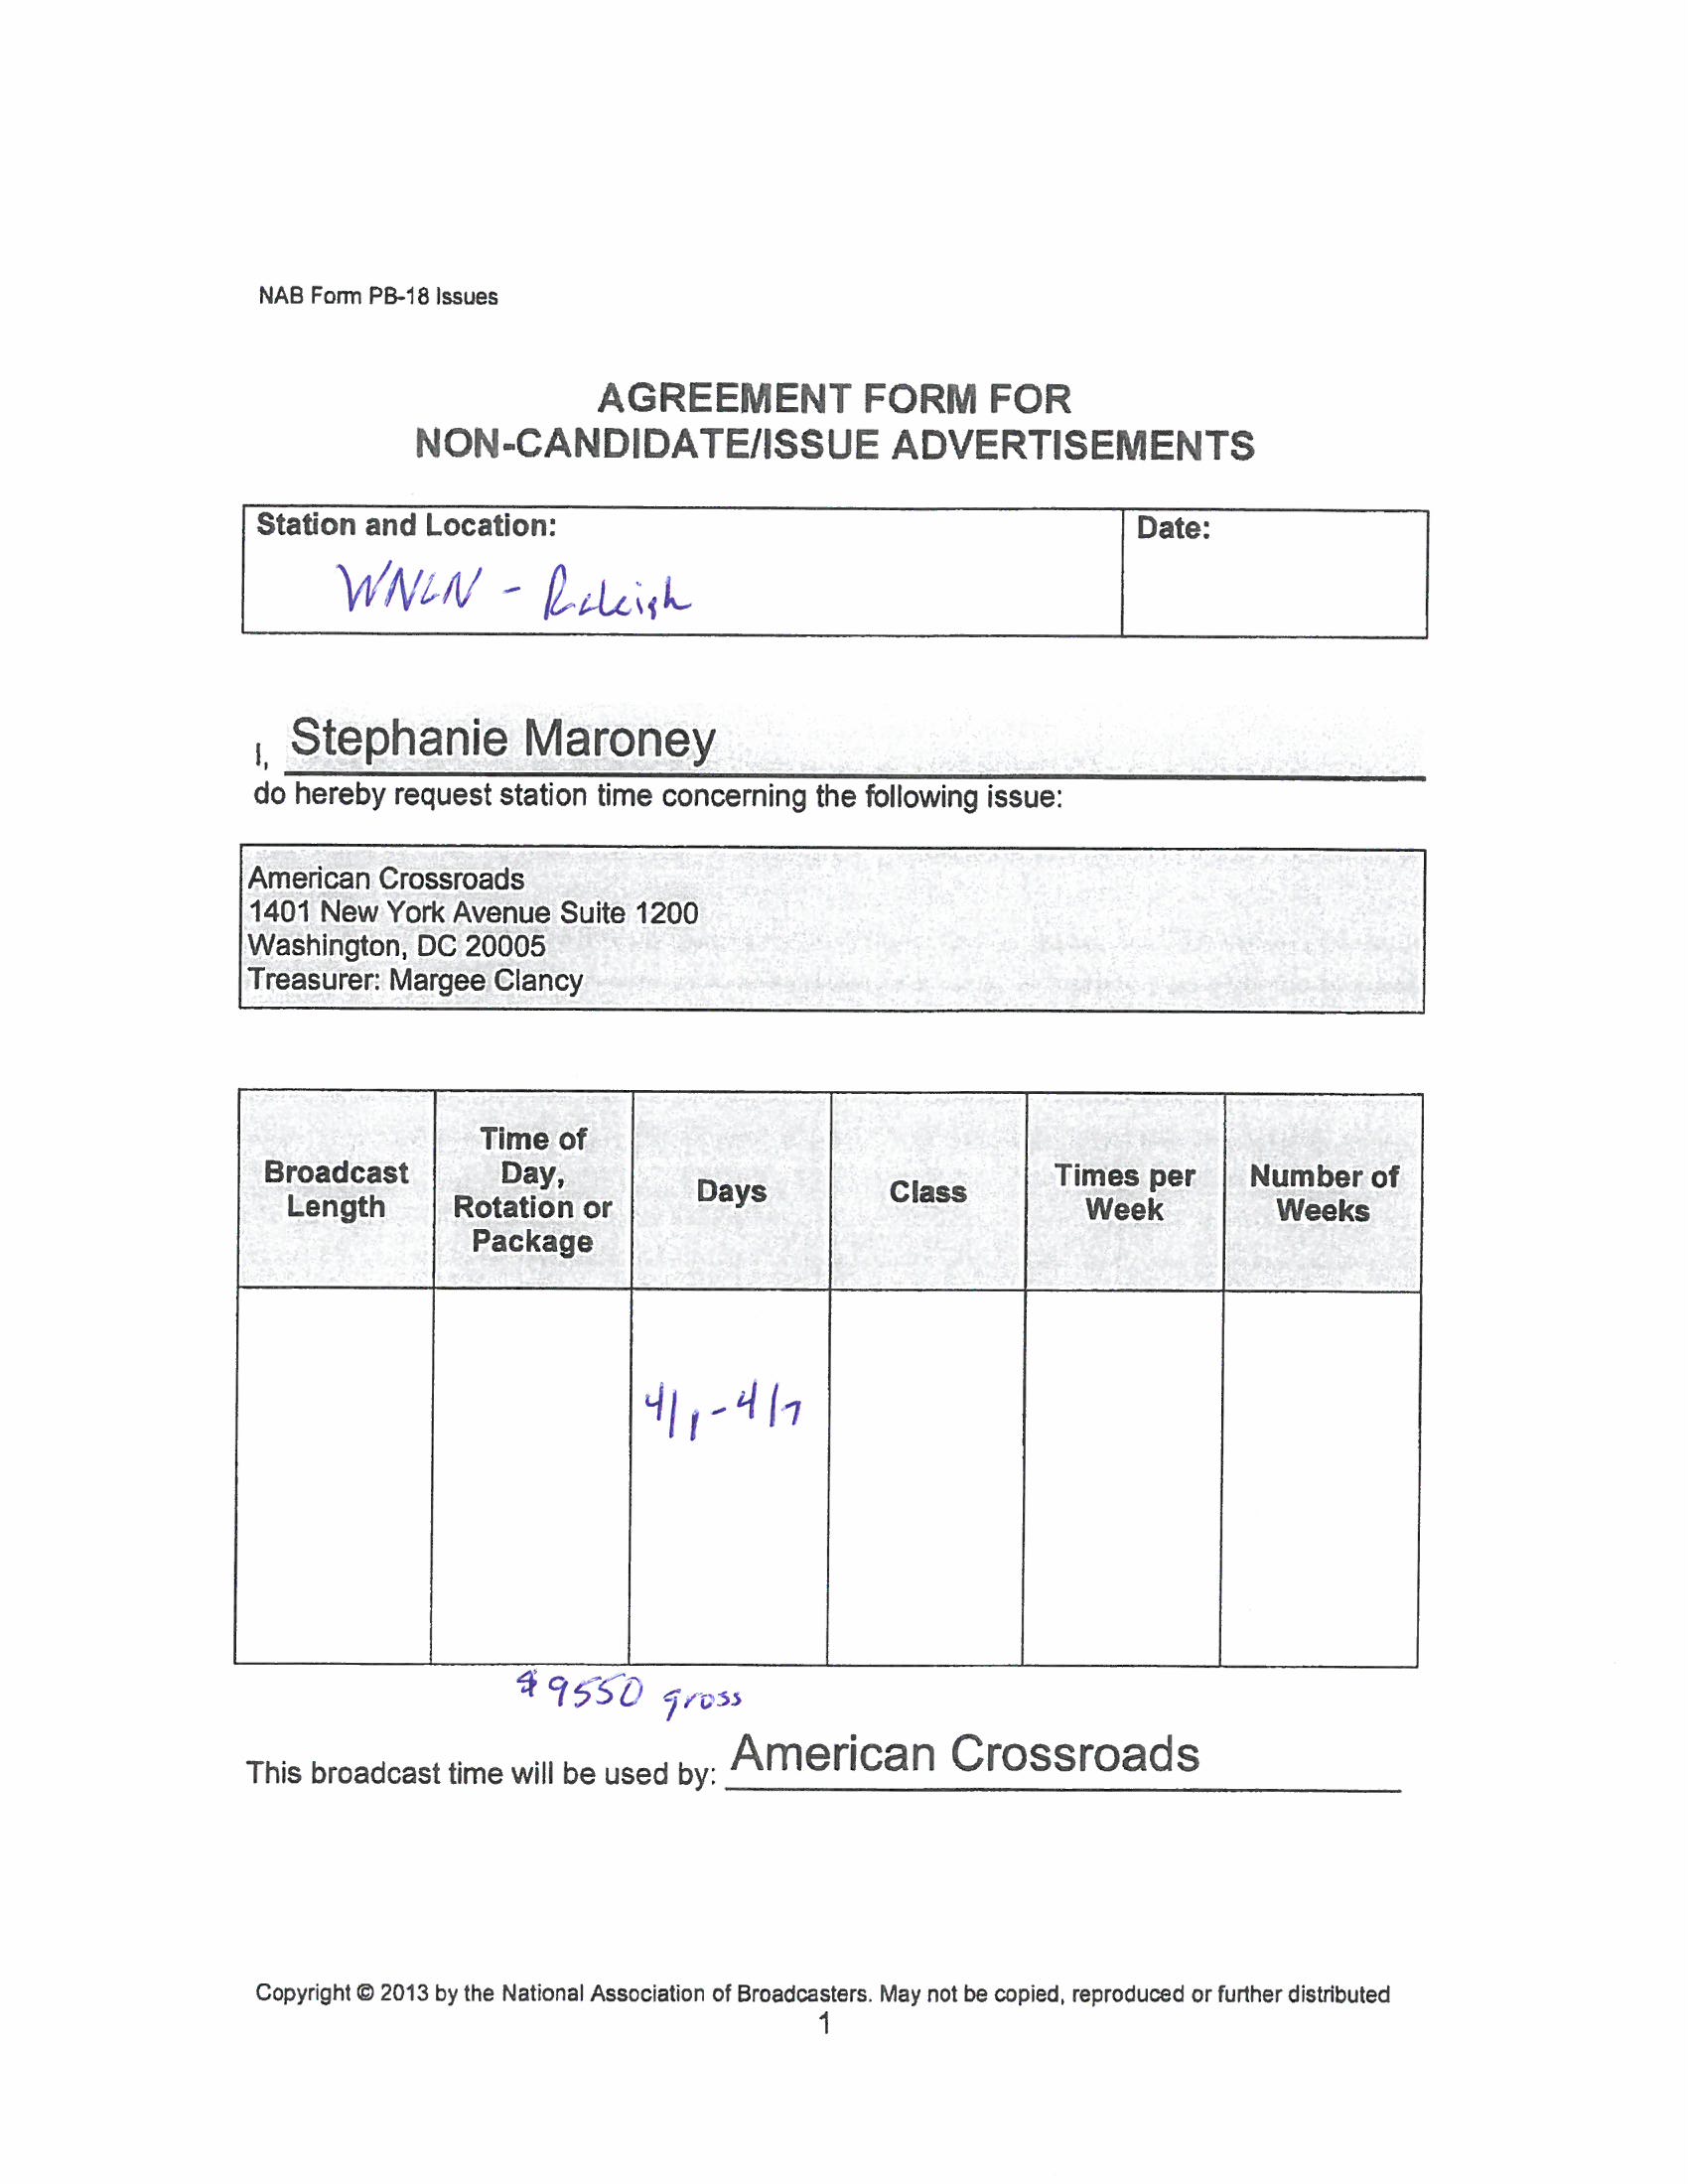 NAB Form PB-18 Issues
AGREEMENT FORM FOR
NON-CANDIDATE/ISSUE ADVERTISEMENTS
Station and Location:
Date:
WNCN - Raleigh
I, Stephanie Maroney
do hereby request station time concerning the following issue:
American Crossroads
1401 New York Avenue Suite 1200
Washington, DC 20005
Treasurer: Margee Clancy
Broadcast Length
Time of Day, Rotation or Package
Days
Class
Times per Week
Number of Weeks
4/1-4/7
$9550 gross
This broadcast time will be used by: American Crossroads
Copyright © 2013 by the National Association of Broadcasters. May not be copied, reproduced or further distributed
1